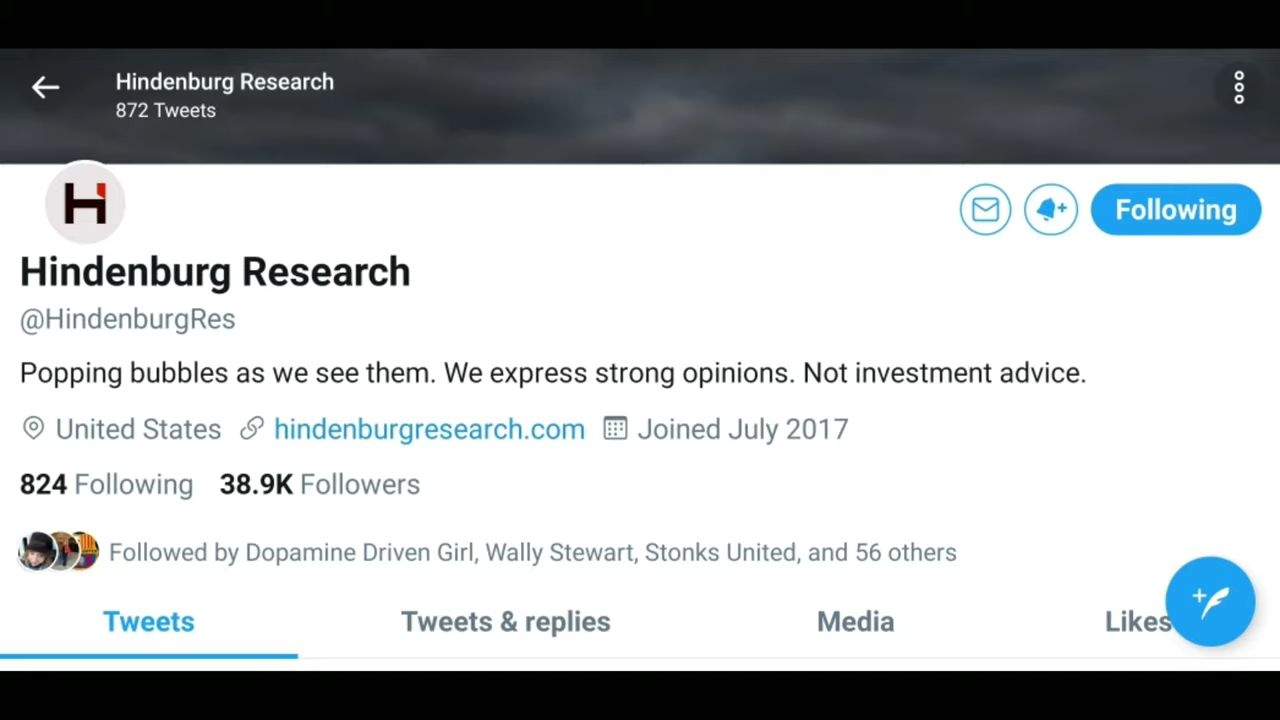 Hindenburg Research
872 Tweets
H
Following
Hindenburg Research
@HindenburgRes
Popping bubbles as we see them. We express strong opinions. Not investment advice.
United States hindenburgresearch.com Joined July 2017
824 Following 38.9K Followers
Followed by Dopamine Driven Girl, Wally Stewart, Stonks United, and 56 others
Tweets Tweets & replies Media Likes